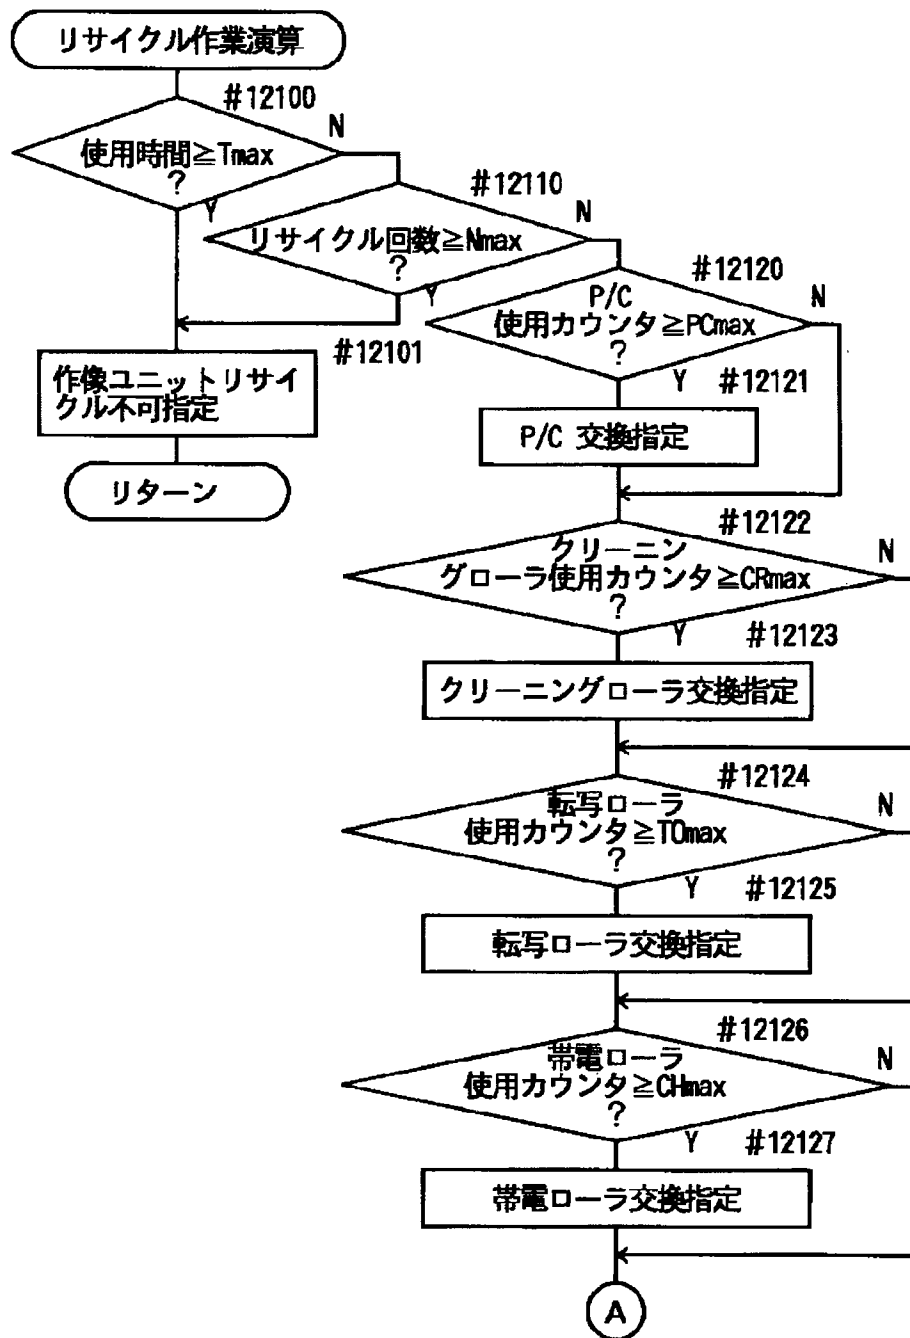 リサイクル作業演算
#12100
N
使用時間≧Tmax
?
Y
#12110
N
リサイクル回数≧Nmax
?
Y
#12120
N
P/C
使用カウンタ≧PCmax
?
Y
#12101
作像ユニットリサイ
クル不可指定
リターン
#12121
P/C 交換指定
#12122
N
クリーニン
グローラ使用カウンタ≧CRmax
?
Y
#12123
クリーニングローラ交換指定
#12124
N
転写ローラ
使用カウンタ≧TOmax
?
Y
#12125
転写ローラ交換指定
#12126
N
帯電ローラ
使用カウンタ≧CHmax
?
Y
#12127
帯電ローラ交換指定
A